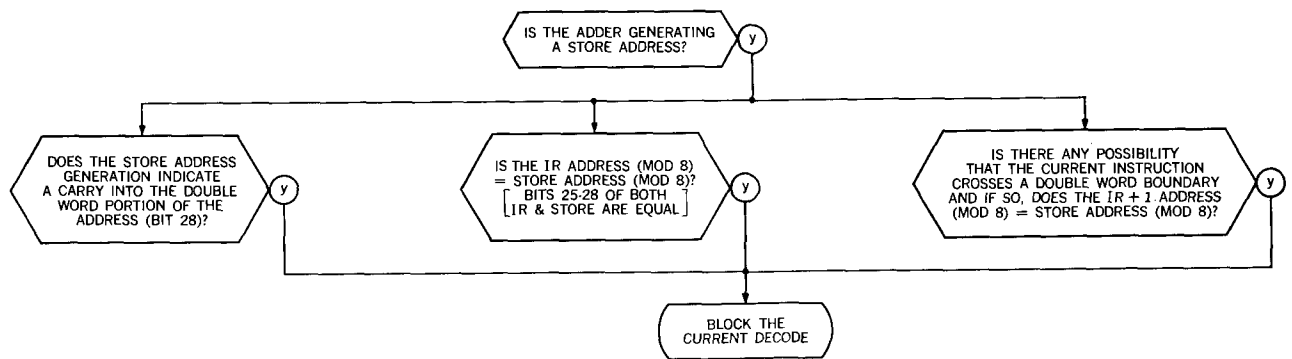 IS THE ADDER GENERATING
A STORE ADDRESS?
y
DOES THE STORE ADDRESS
GENERATION INDICATE
A CARRY INTO THE DOUBLE
WORD PORTION OF THE
ADDRESS (BIT 28)?
y
IS THE IR ADDRESS (MOD 8)
= STORE ADDRESS (MOD 8)?
[BITS 25-28 OF BOTH
IR & STORE ARE EQUAL]
y
IS THERE ANY POSSIBILITY
THAT THE CURRENT INSTRUCTION
CROSSES A DOUBLE WORD BOUNDARY
AND IF SO, DOES THE IR + 1 ADDRESS
(MOD 8) = STORE ADDRESS (MOD 8)?
y
BLOCK THE
CURRENT DECODE